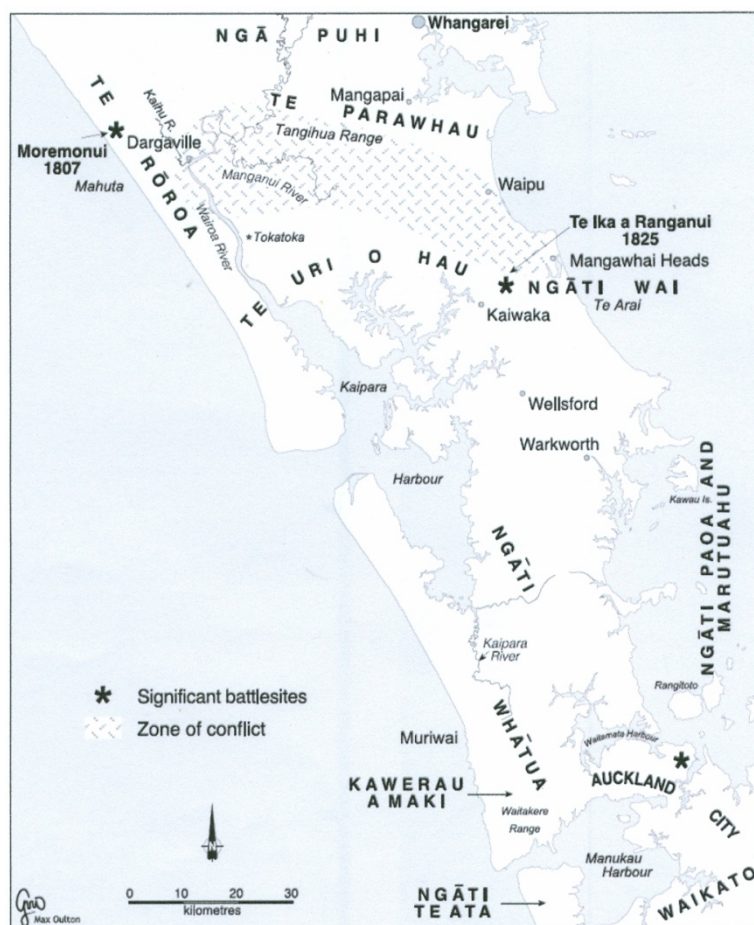 Whangarei
NGĀ PUHI
TE PARAWHAU
Mangapai
Kaihu R.
Tangihua Range
TE RŌROA
Moremonui
1807
Dargaville
Mahuta
Manganui River
Waipu
Wairoa River
Tokatoka
Te Ika a Ranganui
1825
Mangawhai Heads
TE URI O HAU
NGĀTI WAI
Te Arai
Kaiwaka
Kaipara
Wellsford
Warkworth
Harbour
Kawau Is.
NGĀTI PAOA AND
MARUTUAHU
NGĀTI
WHĀTUA
Kaipara
River
Rangitoto
Significant battlesites
Zone of conflict
Muriwai
Waitamata Harbour
AUCKLAND
CITY
KAWERAU
A MAKI
Waitakere
Range
N
Manukau
Harbour
NGĀTI
TE ATA
WAIKATO
0 10 20 30
kilometres
Max Oulton